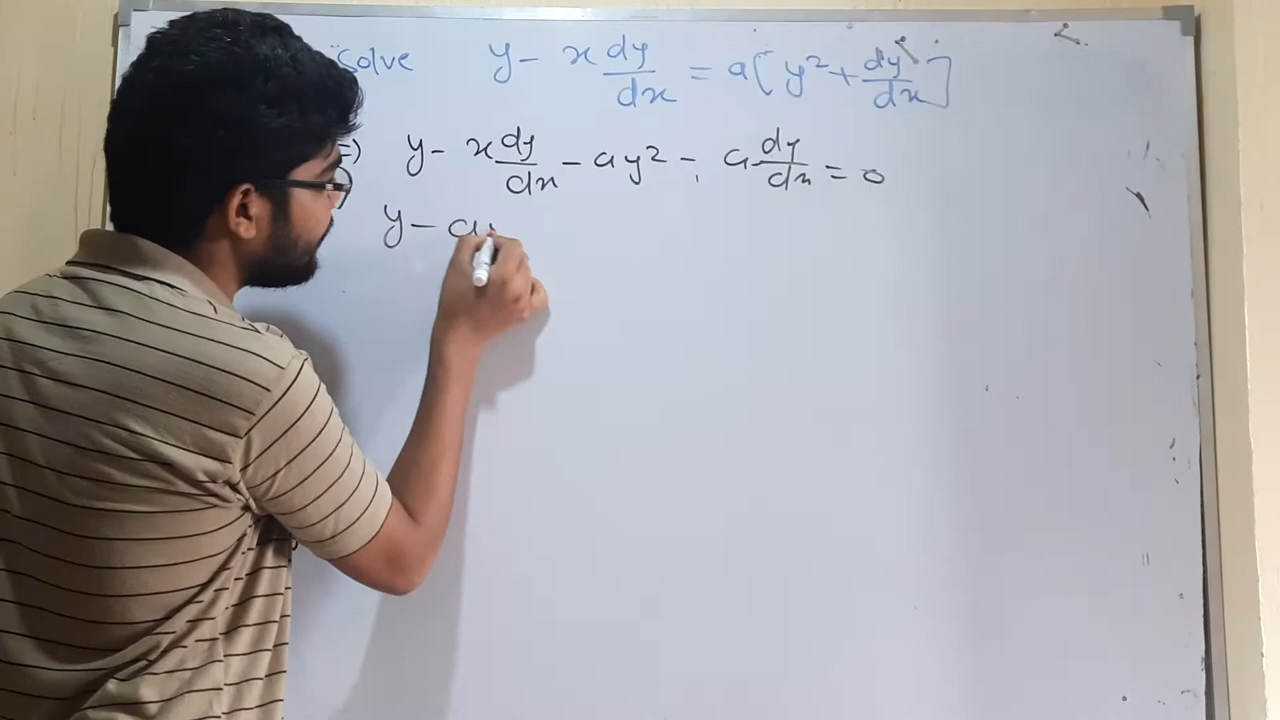 Solve y - x dy/dx = a[y² + dy/dx]
=) y - x dy/dx - ay² - a dy/dx = 0
y - a